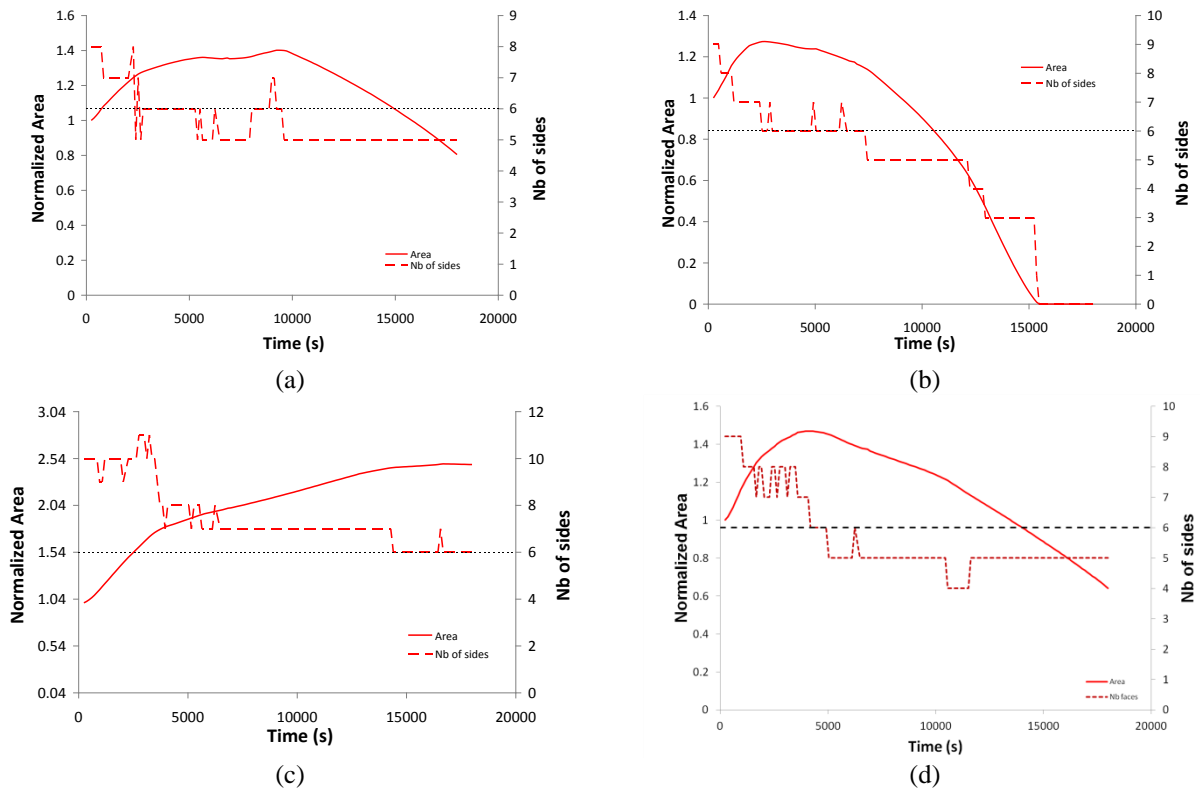 1.6
1.4
1.2
1
0.8
0.6
0.4
0.2
0
Normalized Area
9
8
7
6
5
4
3
2
1
0
Nb of sides
Area
Nb of sides
0 5000 10000 15000 20000
Time (s)
(a)
1.4
1.2
1
0.8
0.6
0.4
0.2
0
Normalized Area
10
9
8
7
6
5
4
3
2
1
0
Nb of sides
Area
Nb of sides
0 5000 10000 15000 20000
Time (s)
(b)
3.04
2.54
2.04
1.54
1.04
0.54
0.04
Normalized Area
12
10
8
6
4
2
0
Nb of sides
Area
Nb of sides
0 5000 10000 15000 20000
Time (s)
(c)
1.6
1.4
1.2
1
0.8
0.6
0.4
0.2
0
Normalized Area
10
9
8
7
6
5
4
3
2
1
0
Nb of sides
Area
Nb faces
0 5000 10000 15000 20000
Time (s)
(d)